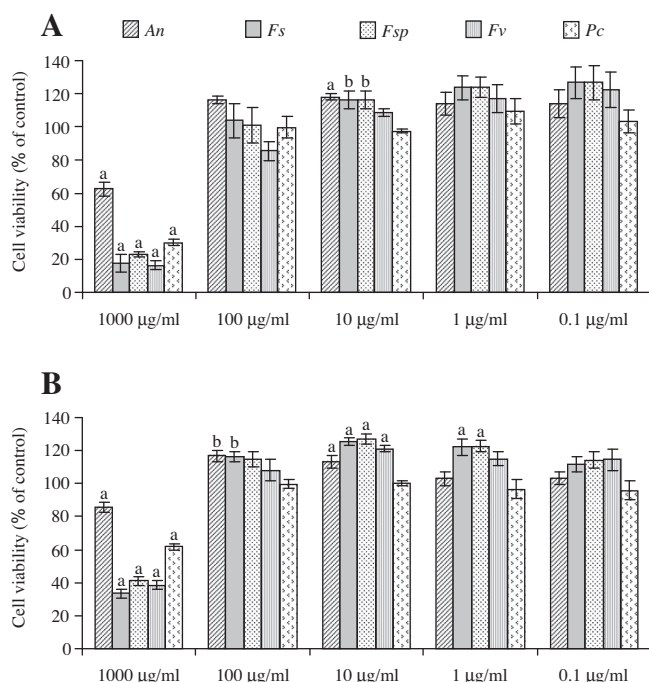 A
An Fs Fsp Fv Pc
Cell viability (% of control)
140
120
100
80
60
40
20
0
a a a a a
a b b
1000 µg/ml 100 µg/ml 10 µg/ml 1 µg/ml 0.1 µg/ml
B
Cell viability (% of control)
140
120
100
80
60
40
20
0
a a a a a
b b
a a a a
a a
1000 µg/ml 100 µg/ml 10 µg/ml 1 µg/ml 0.1 µg/ml